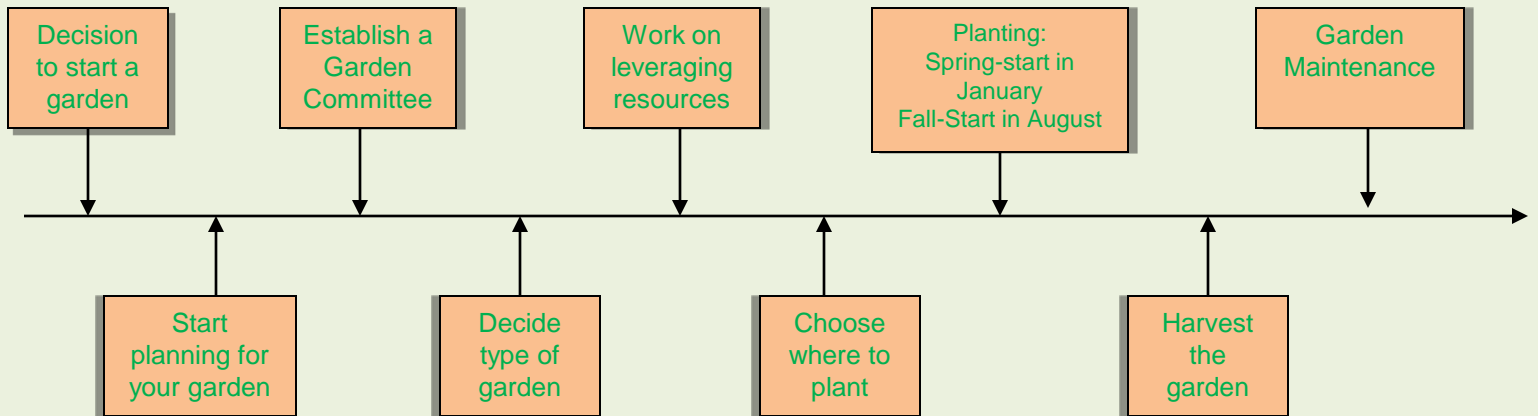 Decision
to start a
garden
Establish a
Garden
Committee
Work on
leveraging
resources
Planting:
Spring-start in
January
Fall-Start in August
Garden
Maintenance
Start
planning for
your garden
Decide
type of
garden
Choose
where to
plant
Harvest
the
garden